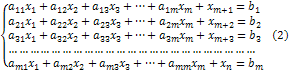 a₁₁x₁ + a₁₂x₂ + a₁₃x₃ + ⋯ + a₁ₘxₘ + xₘ₊₁ = b₁
a₂₁x₁ + a₂₂x₂ + a₂₃x₃ + ⋯ + a₂ₘxₘ + xₘ₊₂ = b₂
a₃₁x₁ + a₃₂x₂ + a₃₃x₃ + ⋯ + a₃ₘxₘ + xₘ₊₃ = b₃ (2)
………………………………………………
aₘ₁x₁ + aₘ₂x₂ + aₘ₃x₃ + ⋯ + aₘₘxₘ + xₙ = bₘ